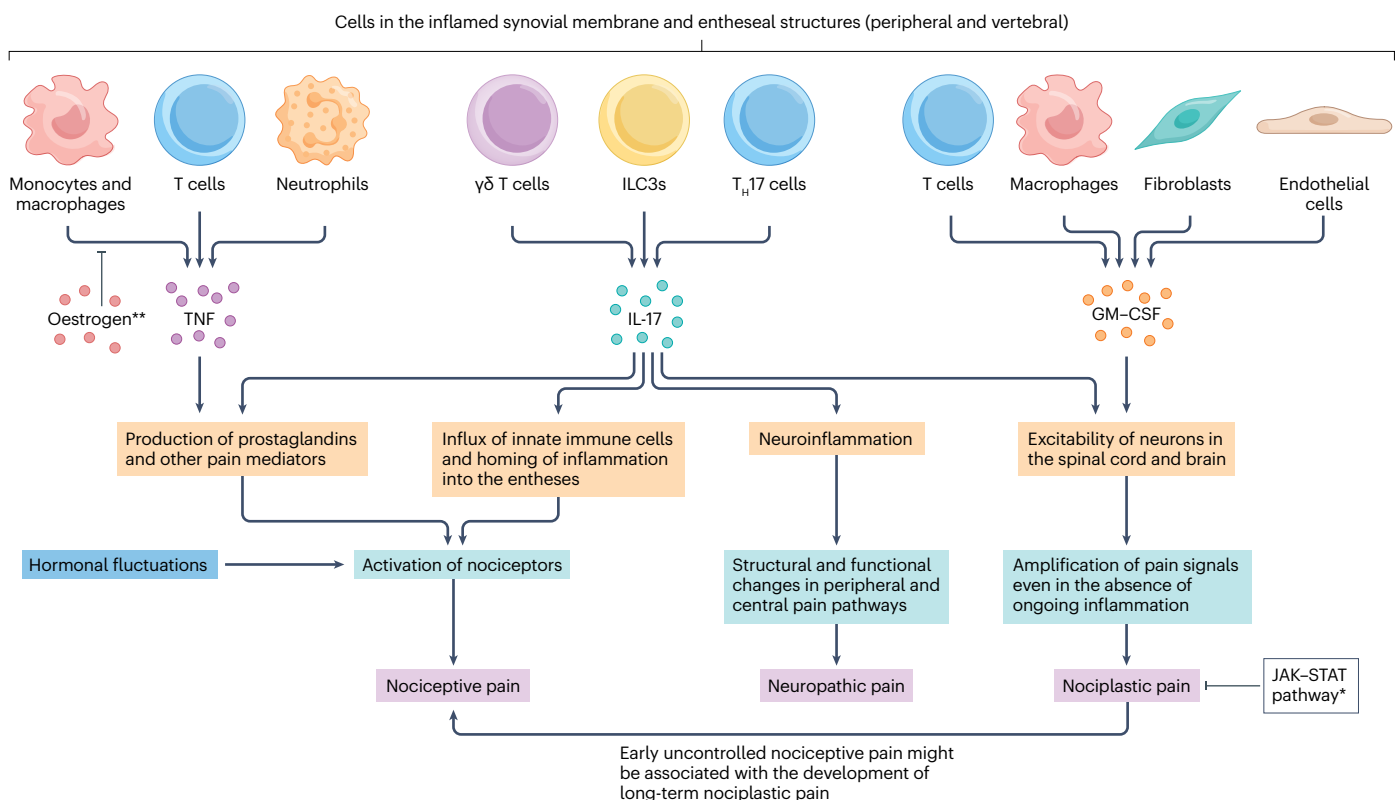 Cells in the inflamed synovial membrane and entheseal structures (peripheral and vertebral)
Monocytes and
macrophages
T cells
Neutrophils
γδ T cells
ILC3s
TH17 cells
T cells
Macrophages
Fibroblasts
Endothelial
cells
Oestrogen**
TNF
IL-17
GM–CSF
Production of prostaglandins
and other pain mediators
Influx of innate immune cells
and homing of inflammation
into the entheses
Neuroinflammation
Excitability of neurons in
the spinal cord and brain
Hormonal fluctuations
Activation of nociceptors
Structural and functional
changes in peripheral and
central pain pathways
Amplification of pain signals
even in the absence of
ongoing inflammation
Nociceptive pain
Neuropathic pain
Nociplastic pain
JAK–STAT
pathway*
Early uncontrolled nociceptive pain might
be associated with the development of
long-term nociplastic pain